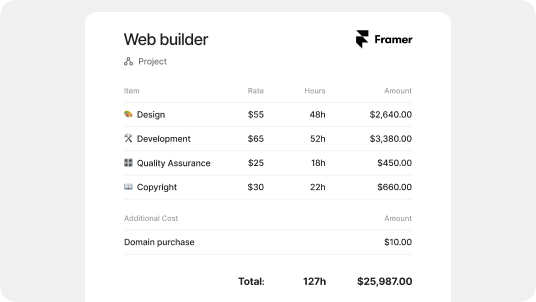 Web builder
Framer
Project
Item Rate Hours Amount
Design $55 48h $2,640.00
Development $65 52h $3,380.00
Quality Assurance $25 18h $450.00
Copyright $30 22h $660.00
Additional Cost Amount
Domain purchase $10.00
Total: 127h $25,987.00